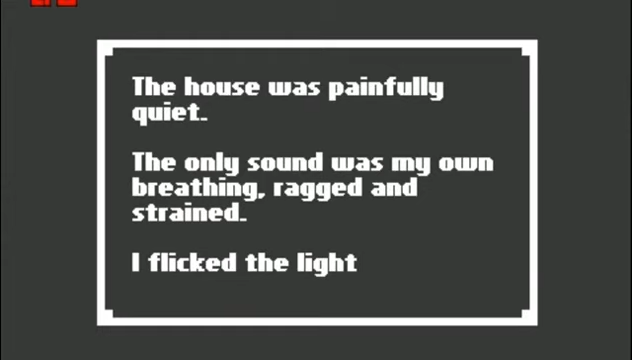 The house was painfully
quiet.
The only sound was my own
breathing, ragged and
strained.
I flicked the light